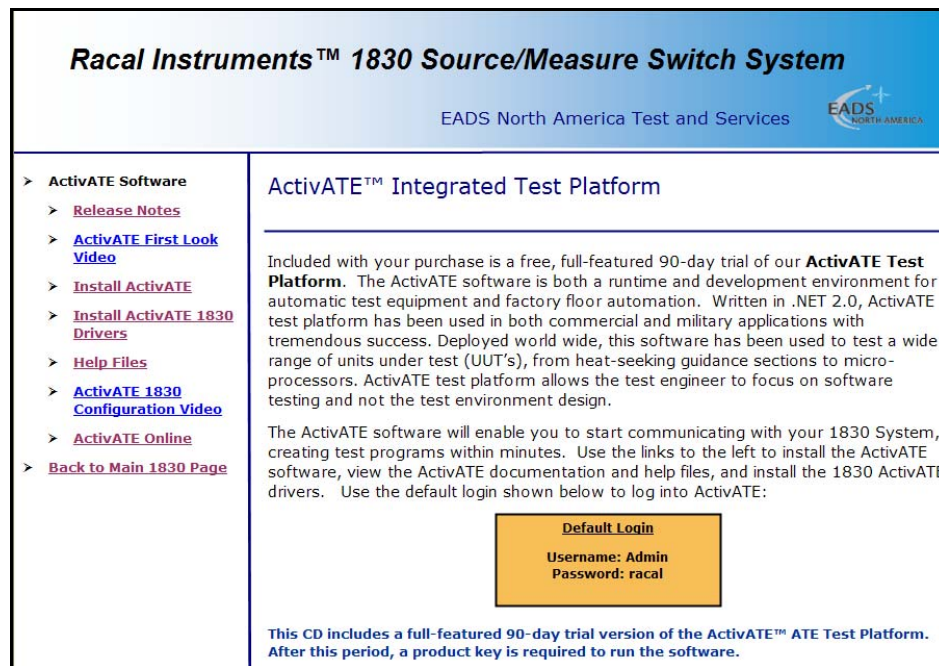 Racal Instruments™ 1830 Source/Measure Switch System
EADS North America Test and Services
EADS
NORTH AMERICA
ActivATE Software
Release Notes
ActivATE First Look
Video
Install ActivATE
Install ActivATE 1830
Drivers
Help Files
ActivATE 1830
Configuration Video
ActivATE Online
Back to Main 1830 Page
ActivATE™ Integrated Test Platform
Included with your purchase is a free, full-featured 90-day trial of our ActivATE Test
Platform. The ActivATE software is both a runtime and development environment for
automatic test equipment and factory floor automation. Written in .NET 2.0, ActivATE
test platform has been used in both commercial and military applications with
tremendous success. Deployed world wide, this software has been used to test a wide
range of units under test (UUT's), from heat-seeking guidance sections to micro-
processors. ActivATE test platform allows the test engineer to focus on software
testing and not the test environment design.
The ActivATE software will enable you to start communicating with your 1830 System,
creating test programs within minutes. Use the links to the left to install the ActivATE
software, view the ActivATE documentation and help files, and install the 1830 ActivATE
drivers. Use the default login shown below to log into ActivATE:
Default Login
Username: Admin
Password: racal
This CD includes a full-featured 90-day trial version of the ActivATE™ ATE Test Platform.
After this period, a product key is required to run the software.